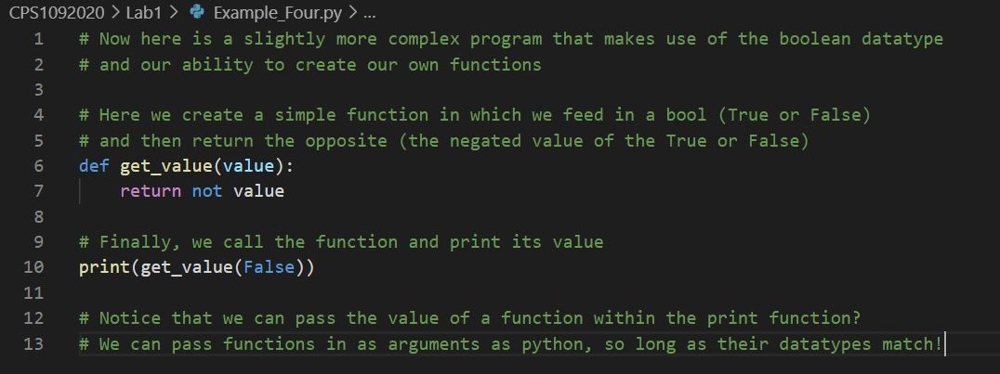 CPS1092020 > Lab1 > Example_Four.py > ...
1 # Now here is a slightly more complex program that makes use of the boolean datatype
2 # and our ability to create our own functions
3
4 # Here we create a simple function in which we feed in a bool (True or False)
5 # and then return the opposite (the negated value of the True or False)
6 def get_value(value):
7     return not value
8
9 # Finally, we call the function and print its value
10 print(get_value(False))
11
12 # Notice that we can pass the value of a function within the print function?
13 # We can pass functions in as arguments as python, so long as their datatypes match!